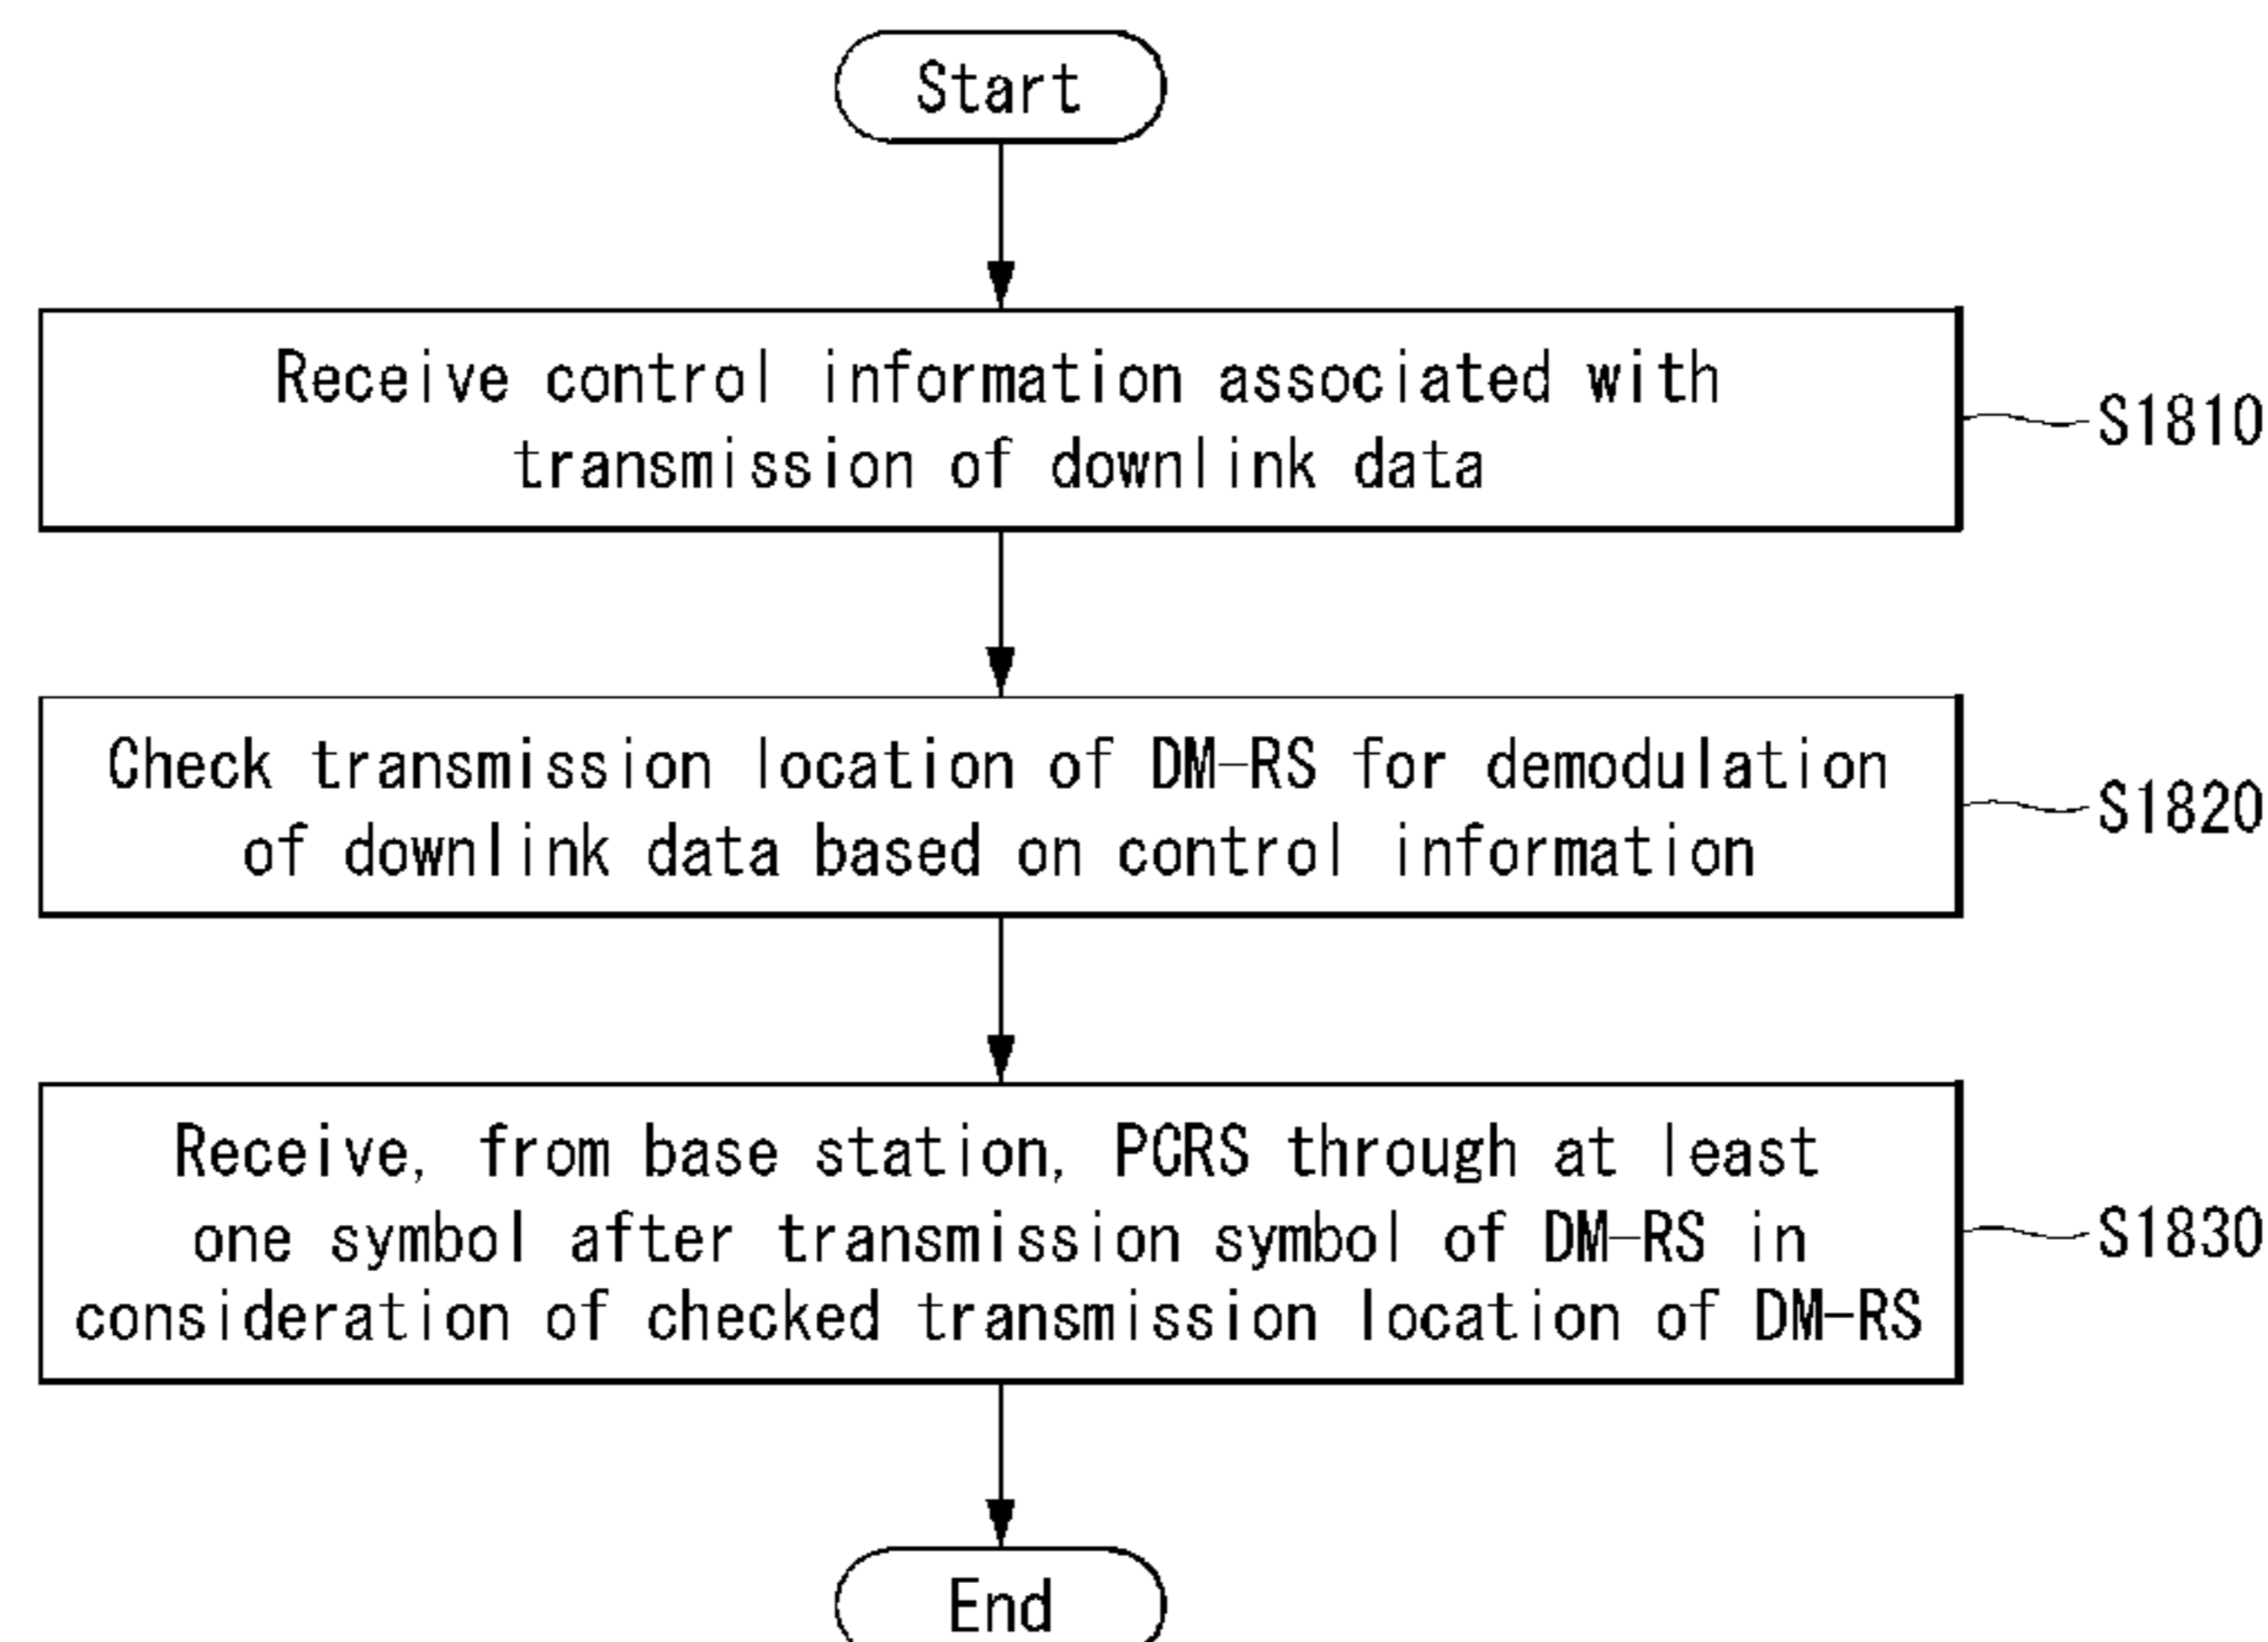 Start
Receive control information associated with
transmission of downlink data
S1810
Check transmission location of DM-RS for demodulation
of downlink data based on control information
S1820
Receive, from base station, PCRS through at least
one symbol after transmission symbol of DM-RS in
consideration of checked transmission location of DM-RS
S1830
End